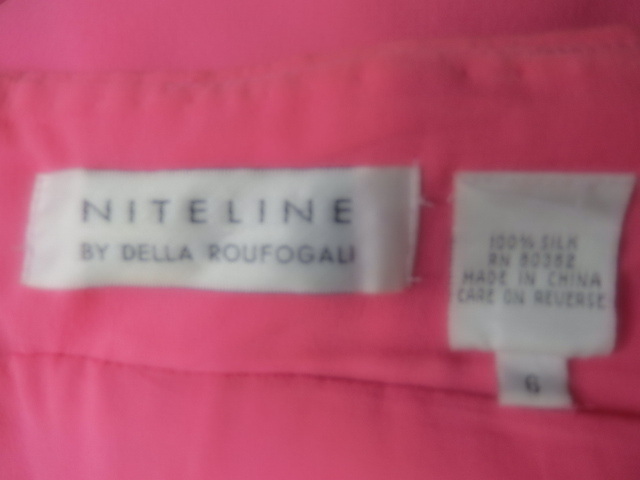 NITELINE
BY DELLA ROUFOGALI
100% SILK
RN 80382
MADE IN CHINA
CARE ON REVERSE
6